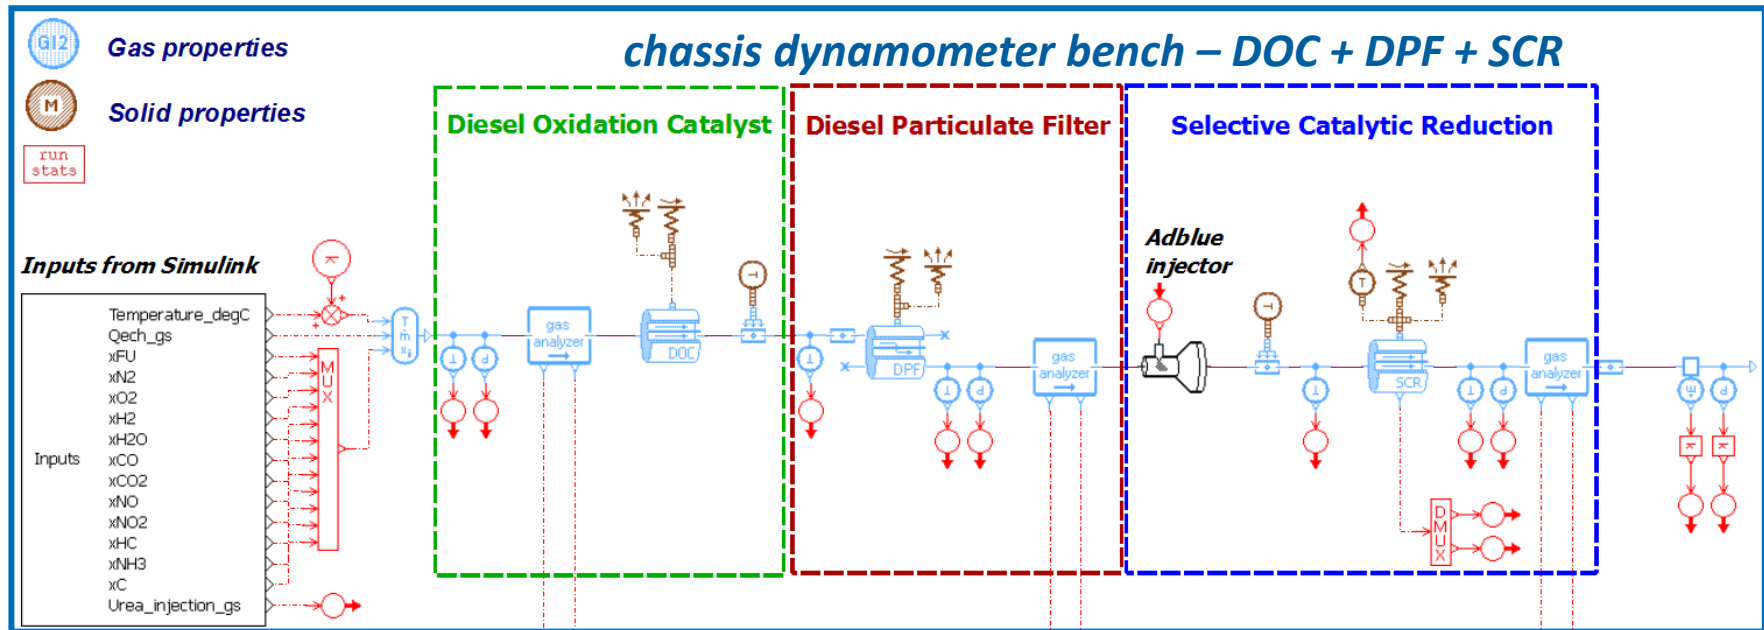 chassis dynamometer bench – DOC + DPF + SCR
GI2
Gas properties
M
Solid properties
run
stats
Diesel Oxidation Catalyst
Diesel Particulate Filter
Selective Catalytic Reduction
Adblue
injector
Inputs from Simulink
Inputs
Temperature_degC
Qech_gs
xFU
xN2
xO2
xH2
xH2O
xCO
xCO2
xNO
xNO2
xHC
xNH3
xC
Urea_injection_gs
K
+
+
MUX
T
ṁ
xi
T
P
gas
analyzer
DOC
T
T
DPF
T
P
gas
analyzer
T
T
T
SCR
DMUX
T
P
gas
analyzer
ṁ
P
K
K